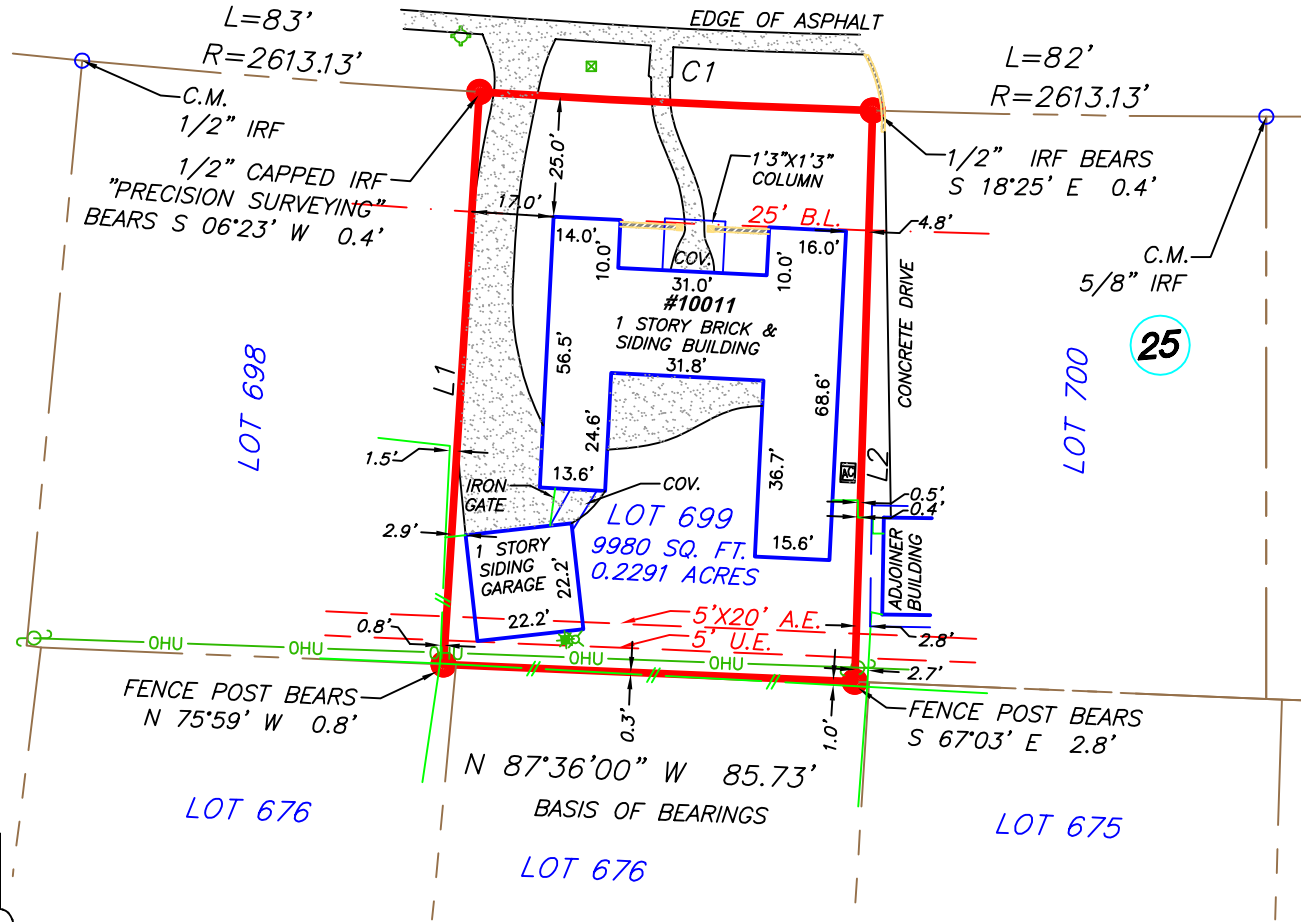 L=83’
R=2613.13’
EDGE OF ASPHALT
L=82’
R=2613.13’
C1
C.M.
1/2” IRF
1/2” CAPPED IRF
”PRECISION SURVEYING”
BEARS S 06°23’ W 0.4’
25.0’
17.0’
1’3”X1’3”
COLUMN
1/2” IRF BEARS
S 18°25’ E 0.4’
25’ B.L.
4.8’
C.M.
5/8” IRF
25
14.0’
10.0’
COV.
31.0’
10.0’
16.0’
#10011
1 STORY BRICK &
SIDING BUILDING
31.8’
56.5’
24.6’
68.6’
36.7’
CONCRETE DRIVE
LOT 698
L1
LOT 700
L2
AC
1.5’
13.6’
IRON
GATE
COV.
0.5’
0.4’
2.9’
LOT 699
9980 SQ. FT.
0.2291 ACRES
15.6’
1 STORY
SIDING
GARAGE
22.2’
22.2’
ADJOINER
BUILDING
5’X20’ A.E.
5’ U.E.
0.8’
2.8’
2.7’
OHU
OHU
OHU
OHU
OHU
FENCE POST BEARS
N 75°59’ W 0.8’
0.3’
1.0’
FENCE POST BEARS
S 67°03’ E 2.8’
N 87°36’00” W 85.73’
BASIS OF BEARINGS
LOT 676
LOT 676
LOT 675